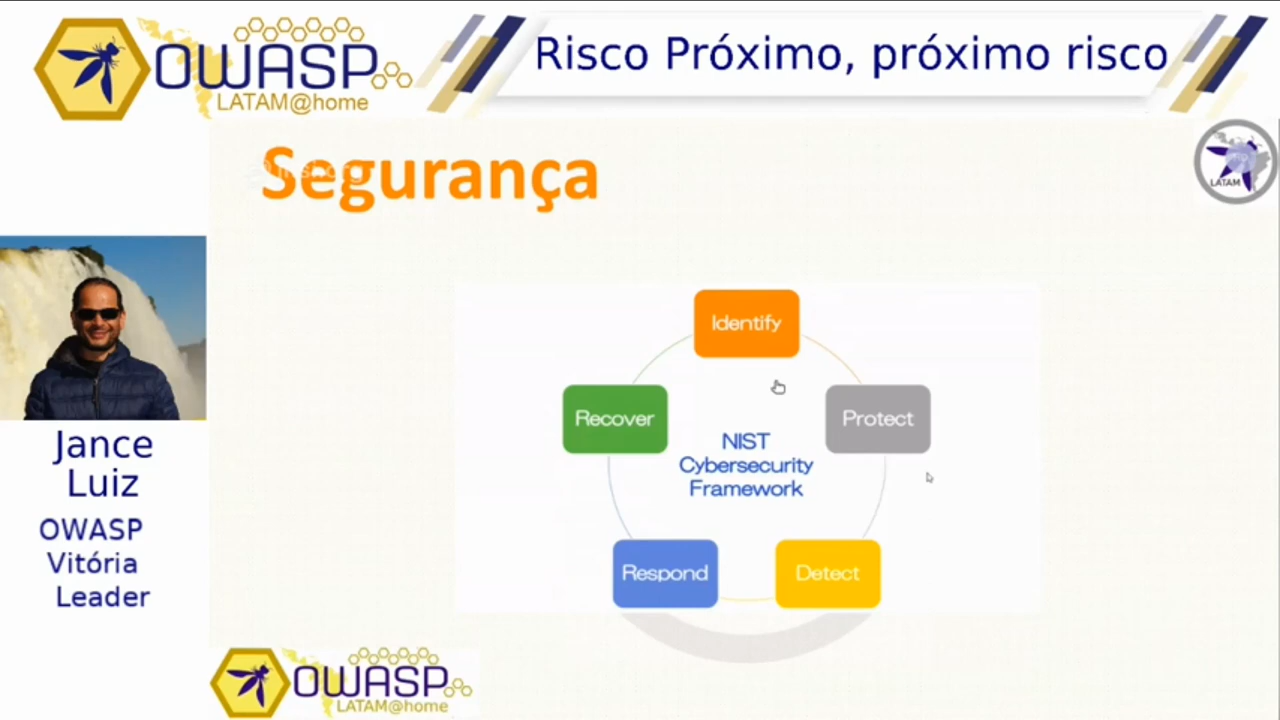 OWASP
LATAM@home
Risco Próximo, próximo risco
Segurança
LATAM
Identify
Recover
Protect
NIST
Cybersecurity
Framework
Respond
Detect
Jance
Luiz
OWASP
Vitória
Leader
OWASP
LATAM@home